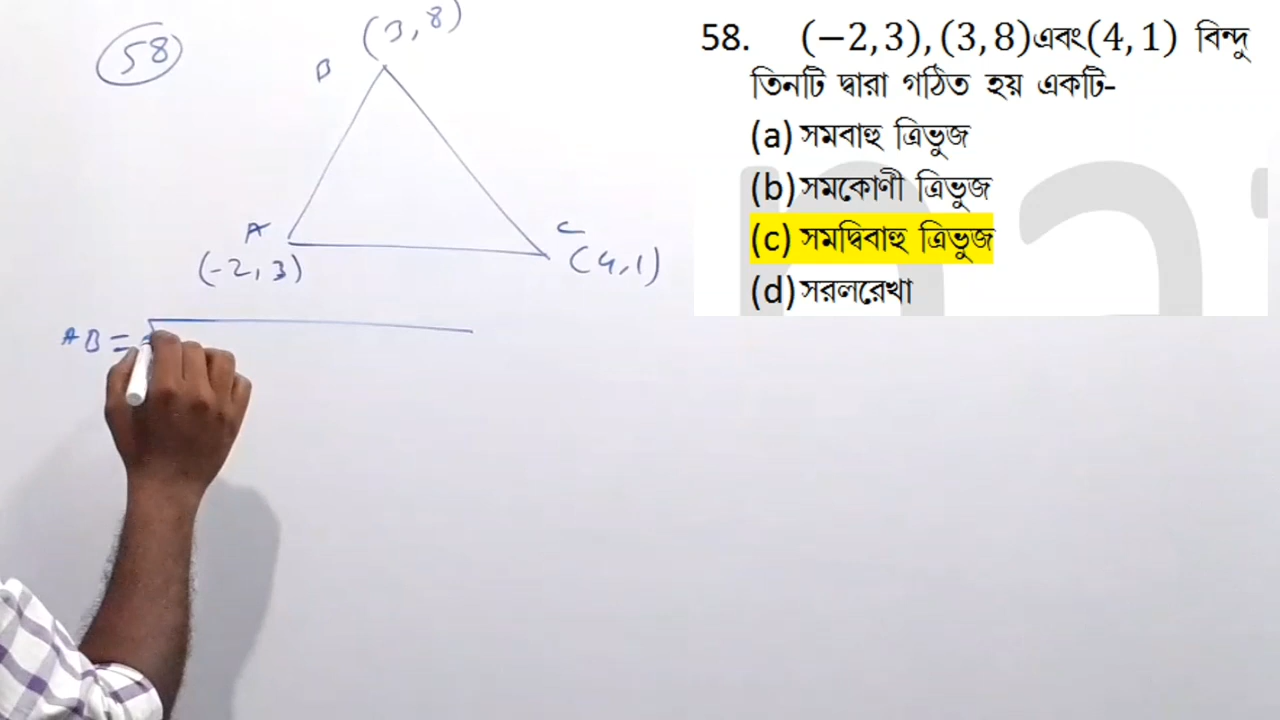 58
(3,8)
B
A
C
(-2,3)
(4,1)
AB =
58. (−2,3),(3,8)এবং(4,1) বিন্দু
তিনটি দ্বারা গঠিত হয় একটি-
(a) সমবাহু ত্রিভুজ
(b) সমকোণী ত্রিভুজ
(c) সমদ্বিবাহু ত্রিভুজ
(d) সরলরেখা